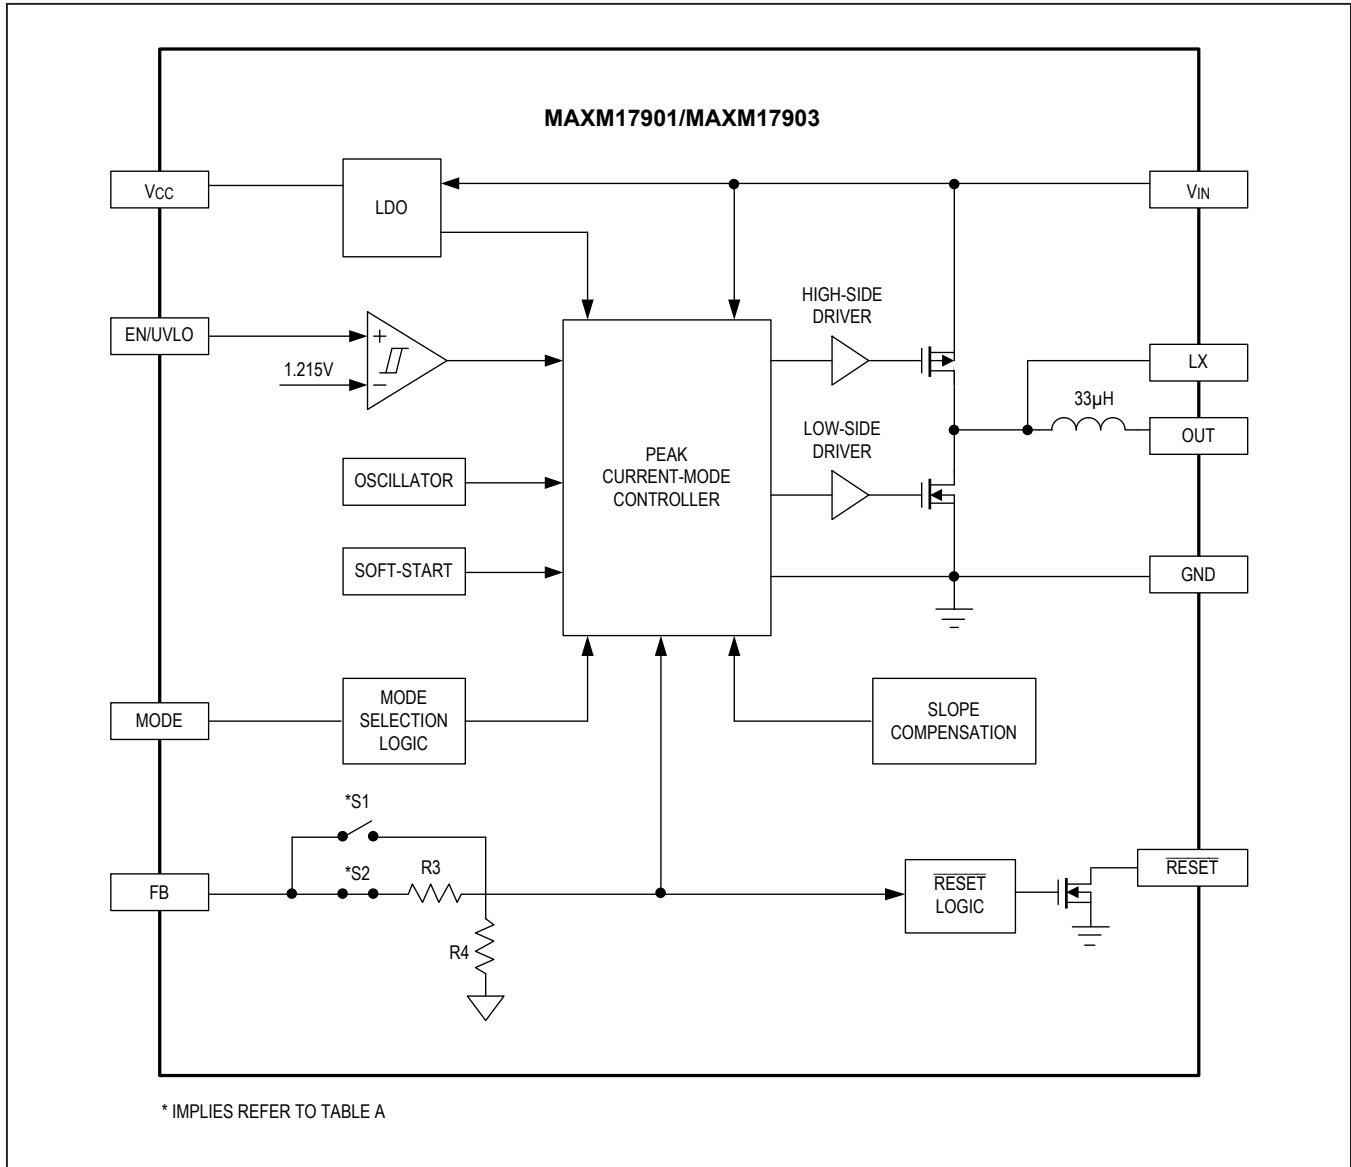 MAXM17901/MAXM17903
VCC
LDO
VIN
EN/UVLO
+
1.215V
−
HIGH-SIDE
DRIVER
LX
33µH
OUT
LOW-SIDE
DRIVER
PEAK
CURRENT-MODE
CONTROLLER
OSCILLATOR
SOFT-START
GND
MODE
MODE
SELECTION
LOGIC
SLOPE
COMPENSATION
*S1
*S2
R3
FB
R4
RESET
LOGIC
RESET
* IMPLIES REFER TO TABLE A